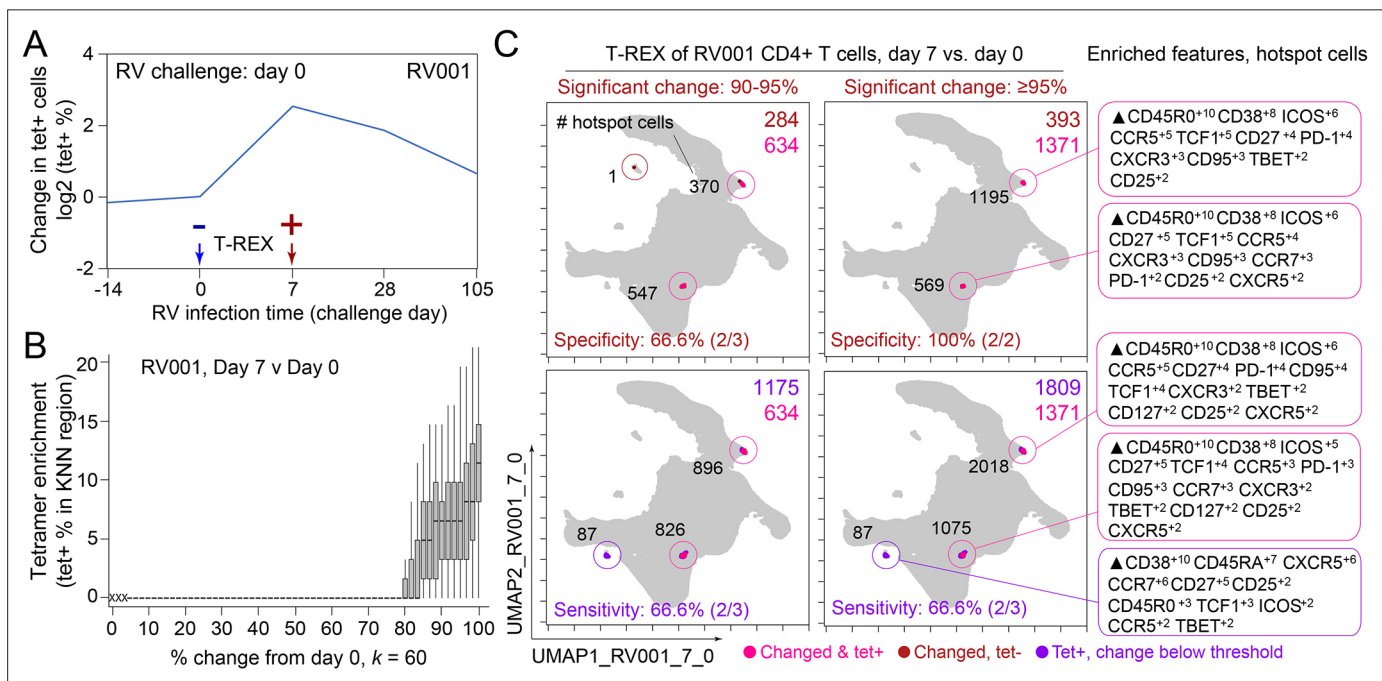 A
RV challenge: day 0
RV001
Change in tet+ cells
log2 (tet+ %)
4
2
0
-2
−
+
T-REX
-14
0
7
28
105
RV infection time (challenge day)
B
RV001, Day 7 v Day 0
Tetramer enrichment
(tet+ % in KNN region)
20
15
10
5
0
XXX
0 10 20 30 40 50 60 70 80 90 100
% change from day 0, k = 60
C
T-REX of RV001 CD4+ T cells, day 7 vs. day 0
Enriched features, hotspot cells
Significant change: 90-95%
Significant change: ≥95%
# hotspot cells
284
634
1
370
547
Specificity: 66.6% (2/3)
393
1371
1195
569
Specificity: 100% (2/2)
1175
634
896
87
826
Sensitivity: 66.6% (2/3)
1809
1371
2018
87
1075
Sensitivity: 66.6% (2/3)
UMAP2_RV001_7_0
UMAP1_RV001_7_0
▲CD45R0+10 CD38+8 ICOS+6
CCR5+5 TCF1+5 CD27+4 PD-1+4
CXCR3+3 CD95+3 TBET+2
CD25+2
▲CD45R0+10 CD38+8 ICOS+6
CD27+5 TCF1+5 CCR5+4
CXCR3+3 CD95+3 CCR7+3
PD-1+2 CD25+2 CXCR5+2
▲CD45R0+10 CD38+8 ICOS+6
CCR5+5 CD27+4 PD-1+4 CD95+4
TCF1+4 CXCR3+2 TBET+2
CD127+2 CD25+2 CXCR5+2
▲CD45R0+10 CD38+8 ICOS+5
CD27+5 TCF1+4 CCR5+3 PD-1+3
CD95+3 CCR7+3 CXCR3+2
TBET+2 CD127+2 CD25+2
CXCR5+2
▲CD38+10 CD45RA+7 CXCR5+6
CCR7+6 CD27+5 CD25+2
CD45R0+3 TCF1+3 ICOS+2
CCR5+2 TBET+2
Changed & tet+
Changed, tet-
Tet+, change below threshold